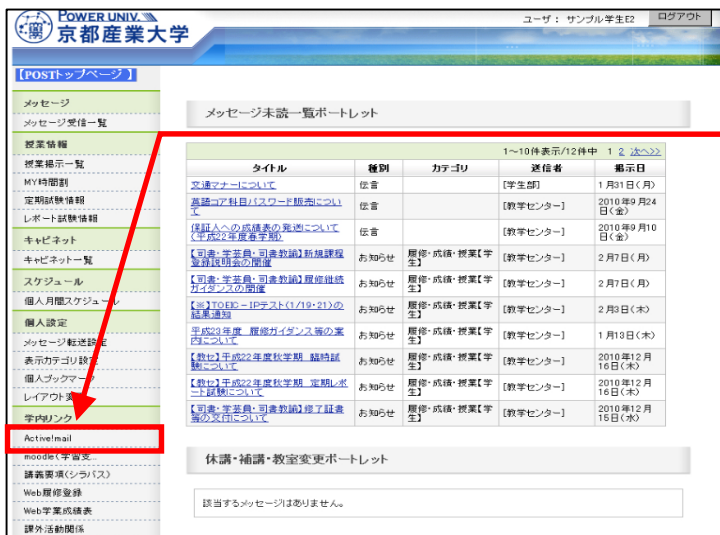 POWER UNIV.
京都産業大学
ユーザ： サンプル学生E2
ログアウト
【POSTトップページ 】
メッセージ
メッセージ受信一覧
授業情報
授業掲示一覧
MY時間割
定期試験情報
レポート試験情報
キャビネット
キャビネット一覧
スケジュール
個人月間スケジュール
個人設定
メッセージ転送設定
表示カテゴリ設定
個人ブックマーク
レイアウト変
学内リンク
Active!mail
moodle(学習支...
講義要項(シラバス)
Web履修登録
Web学業成績表
課外活動関係
メッセージ未読一覧ポートレット
1～10件表示/12件中 1 2 次へ>>
タイトル 種別 カテゴリ 送信者 掲示日
交通マナーについて 伝言 [学生部] 1月31日(月)
英語コア科目パスワード販売につい
て 伝言 [教学センター] 2010年9月24
日(金)
保証人への成績表の発送について
(平成22年度春学期) 伝言 [教学センター] 2010年9月10
日(金)
【司書・学芸員・司書教諭】新規課程
登録説明会の開催 お知らせ 履修・成績・授業【学
生】 [教学センター] 2月7日(月)
【司書・学芸員・司書教諭】履修継続
ガイダンスの開催 お知らせ 履修・成績・授業【学
生】 [教学センター] 2月7日(月)
【※】TOEIC－IPテスト(1/19・21)の
結果通知 お知らせ 履修・成績・授業【学
生】 [教学センター] 2月3日(木)
平成23年度 履修ガイダンス等の案
内について お知らせ 履修・成績・授業【学
生】 [教学センター] 1月13日(木)
【教セ】平成22年度秋学期 臨時試
験について お知らせ 履修・成績・授業【学
生】 [教学センター] 2010年12月
16日(木)
【教セ】平成22年度秋学期 定期レポ
ート試験について お知らせ 履修・成績・授業【学
生】 [教学センター] 2010年12月
16日(木)
【司書・学芸員・司書教諭】修了証書
等の交付について お知らせ 履修・成績・授業【学
生】 [教学センター] 2010年12月
15日(水)
休講・補講・教室変更ポートレット
該当するメッセージはありません。